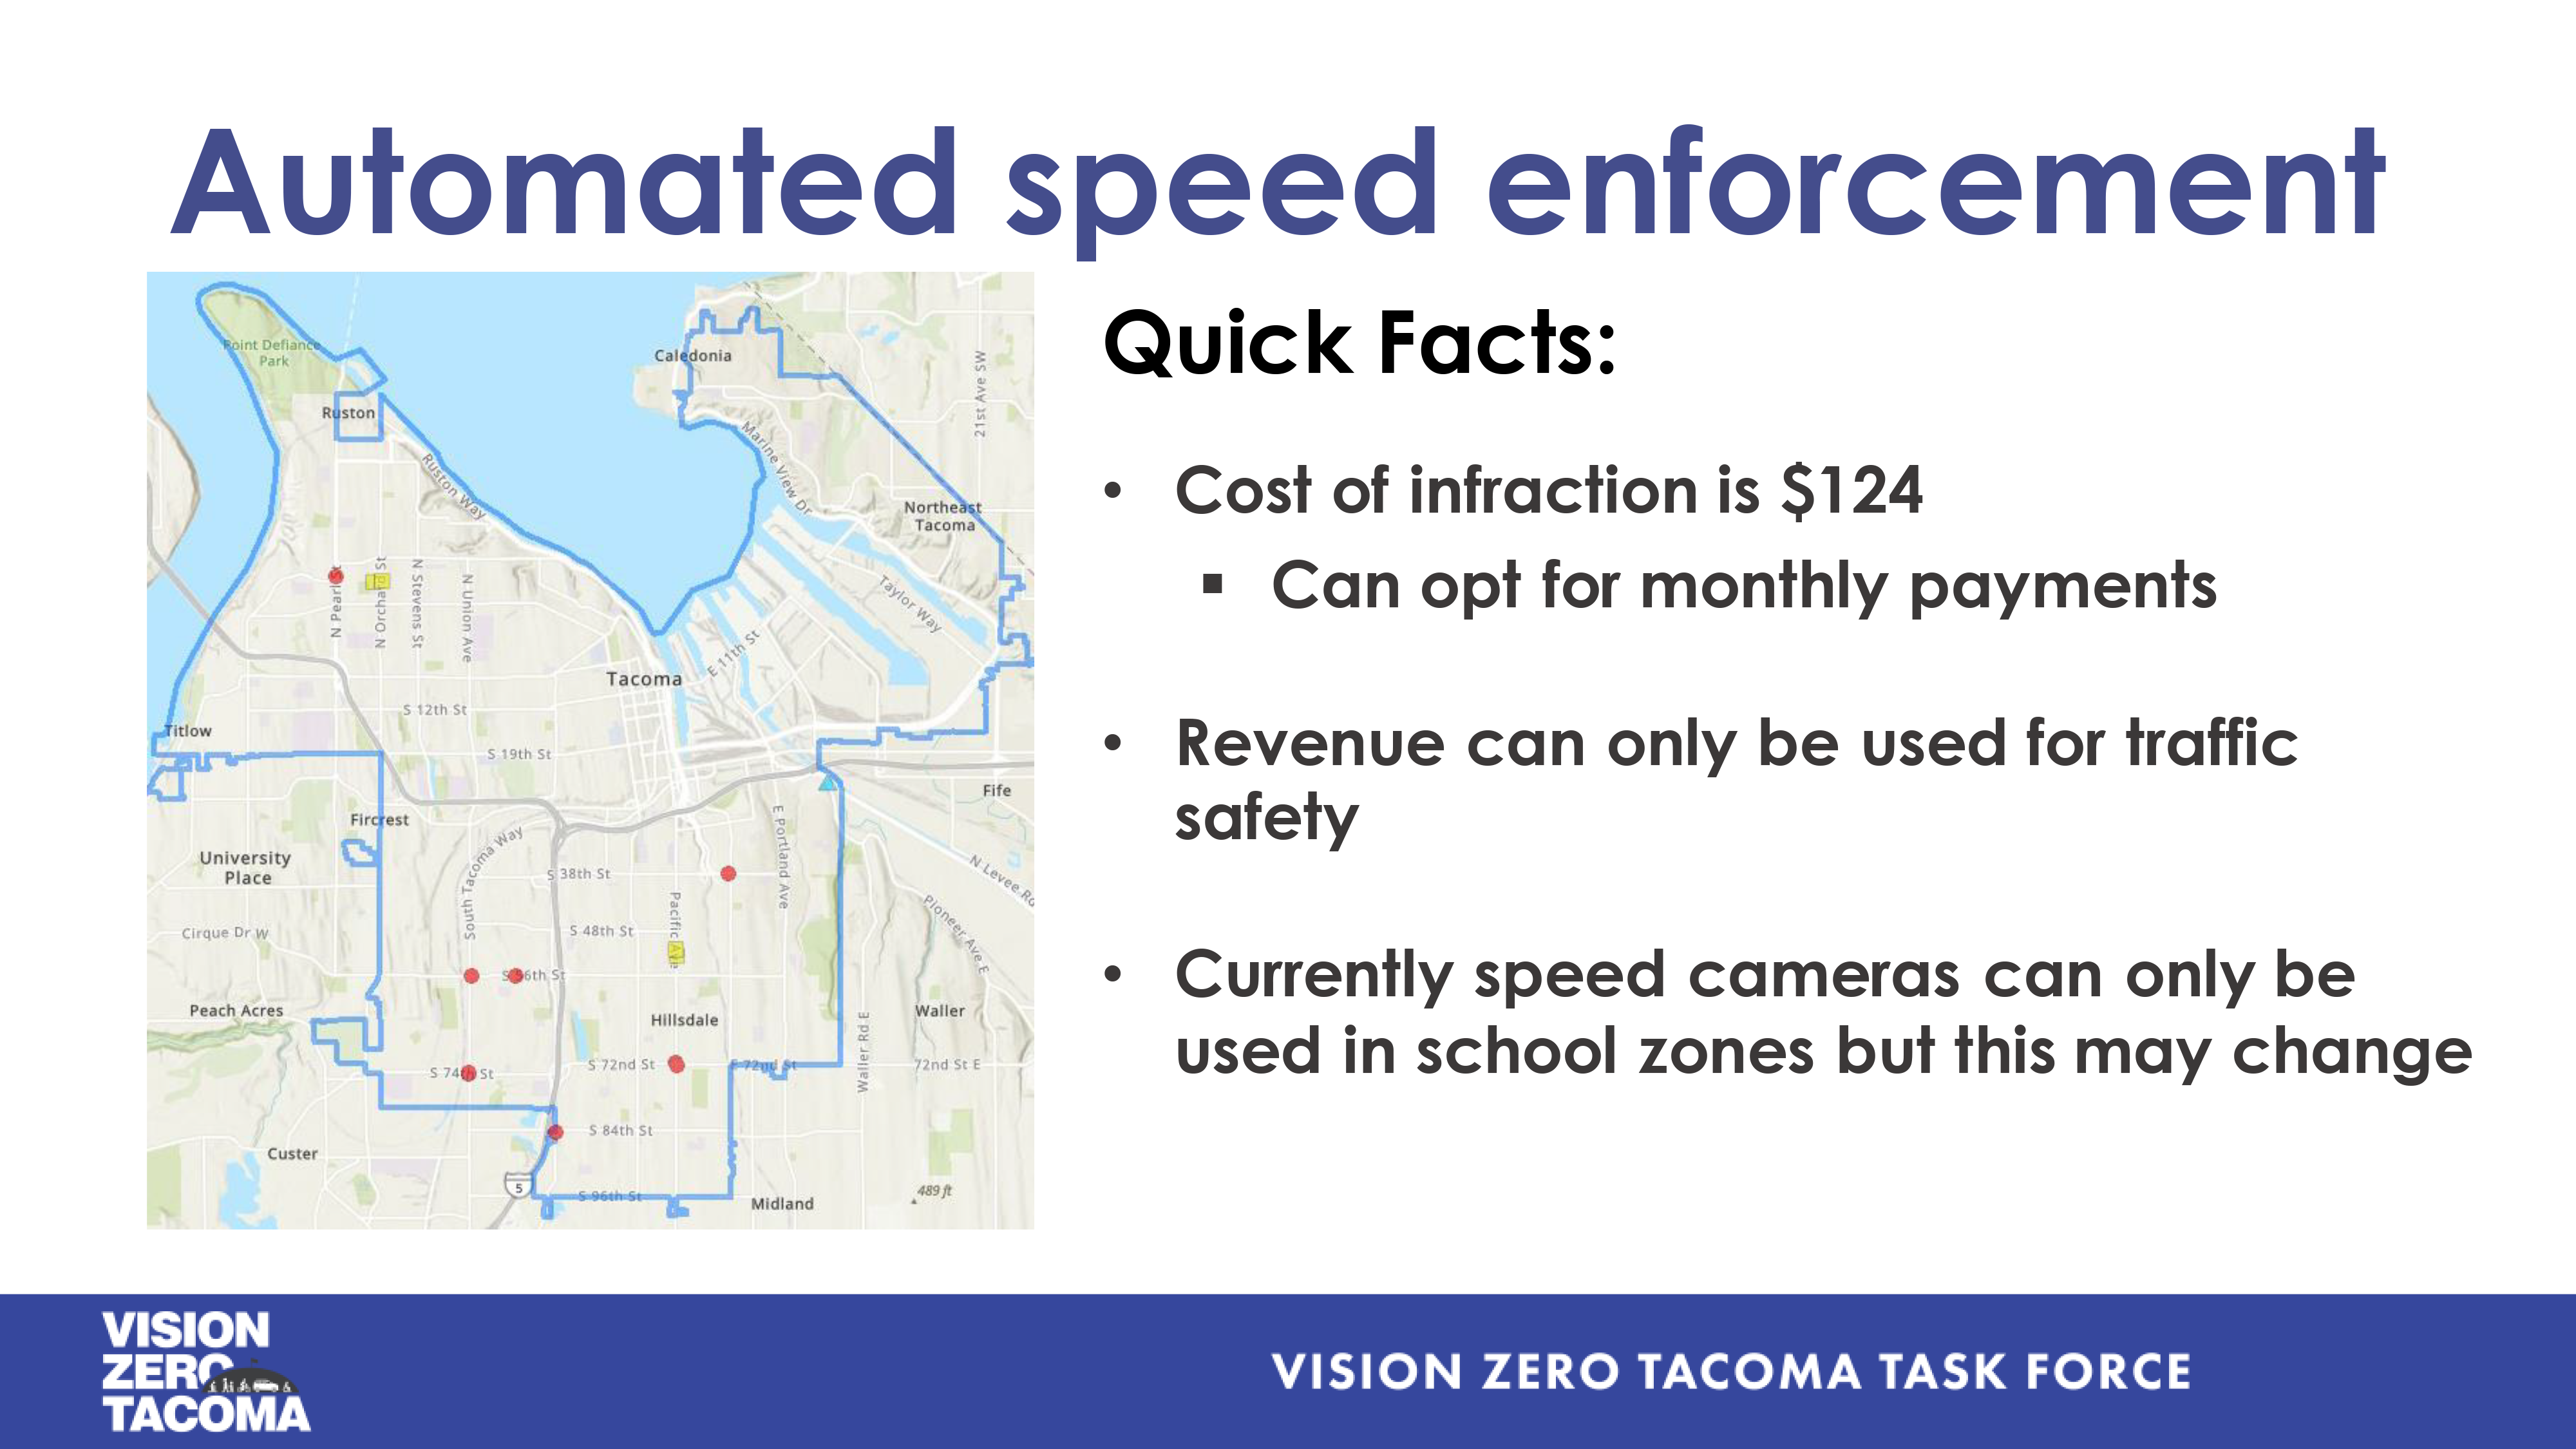 Automated speed enforcement
Point Defiance
Park
Ruston
Ruston Way
Caledonia
Marine View Dr
21st Ave SW
Northeast
Tacoma
Taylor Way
N Pearl St
N Stevens St
N Union Ave
Tacoma
E 11th St
S 12th St
Titlow
S 19th St
Fife
Fircrest
University
Place
South Tacoma Way
E Portland Ave
S 38th St
N Levee Rd
Pioneer Ave E
Cirque Dr W
S 48th St
Pacific Ave
S 56th St
Peach Acres
Hillsdale
Waller
Waller Rd E
S 74th St
S 72nd St
E 72nd St
72nd St E
S 84th St
Custer
5
S 96th St
Midland
489 ft
Quick Facts:
• Cost of infraction is $124
▪ Can opt for monthly payments
• Revenue can only be used for traffic
safety
• Currently speed cameras can only be
used in school zones but this may change
VISION
ZERO
TACOMA
VISION ZERO TACOMA TASK FORCE